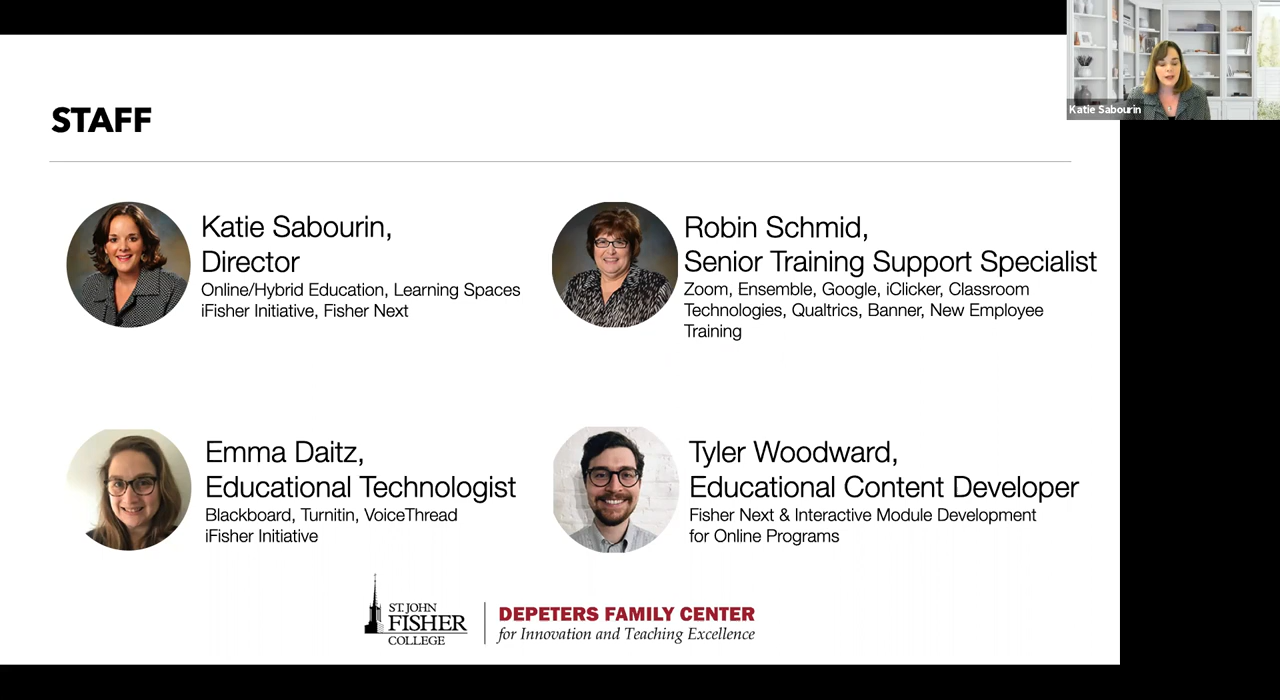 Katie Sabourin
STAFF
Katie Sabourin,
Director
Online/Hybrid Education, Learning Spaces
iFisher Initiative, Fisher Next
Robin Schmid,
Senior Training Support Specialist
Zoom, Ensemble, Google, iClicker, Classroom
Technologies, Qualtrics, Banner, New Employee
Training
Emma Daitz,
Educational Technologist
Blackboard, Turnitin, VoiceThread
iFisher Initiative
Tyler Woodward,
Educational Content Developer
Fisher Next & Interactive Module Development
for Online Programs
ST. JOHN
FISHER
COLLEGE
DEPETERS FAMILY CENTER
for Innovation and Teaching Excellence